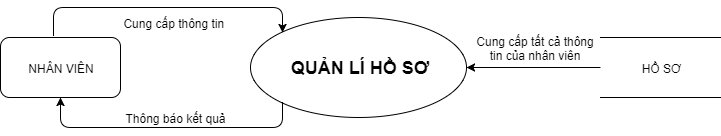 Cung cấp thông tin
NHÂN VIÊN
QUẢN LÍ HỒ SƠ
Cung cấp tất cả thông
tin của nhân viên
HỒ SƠ
Thông báo kết quả